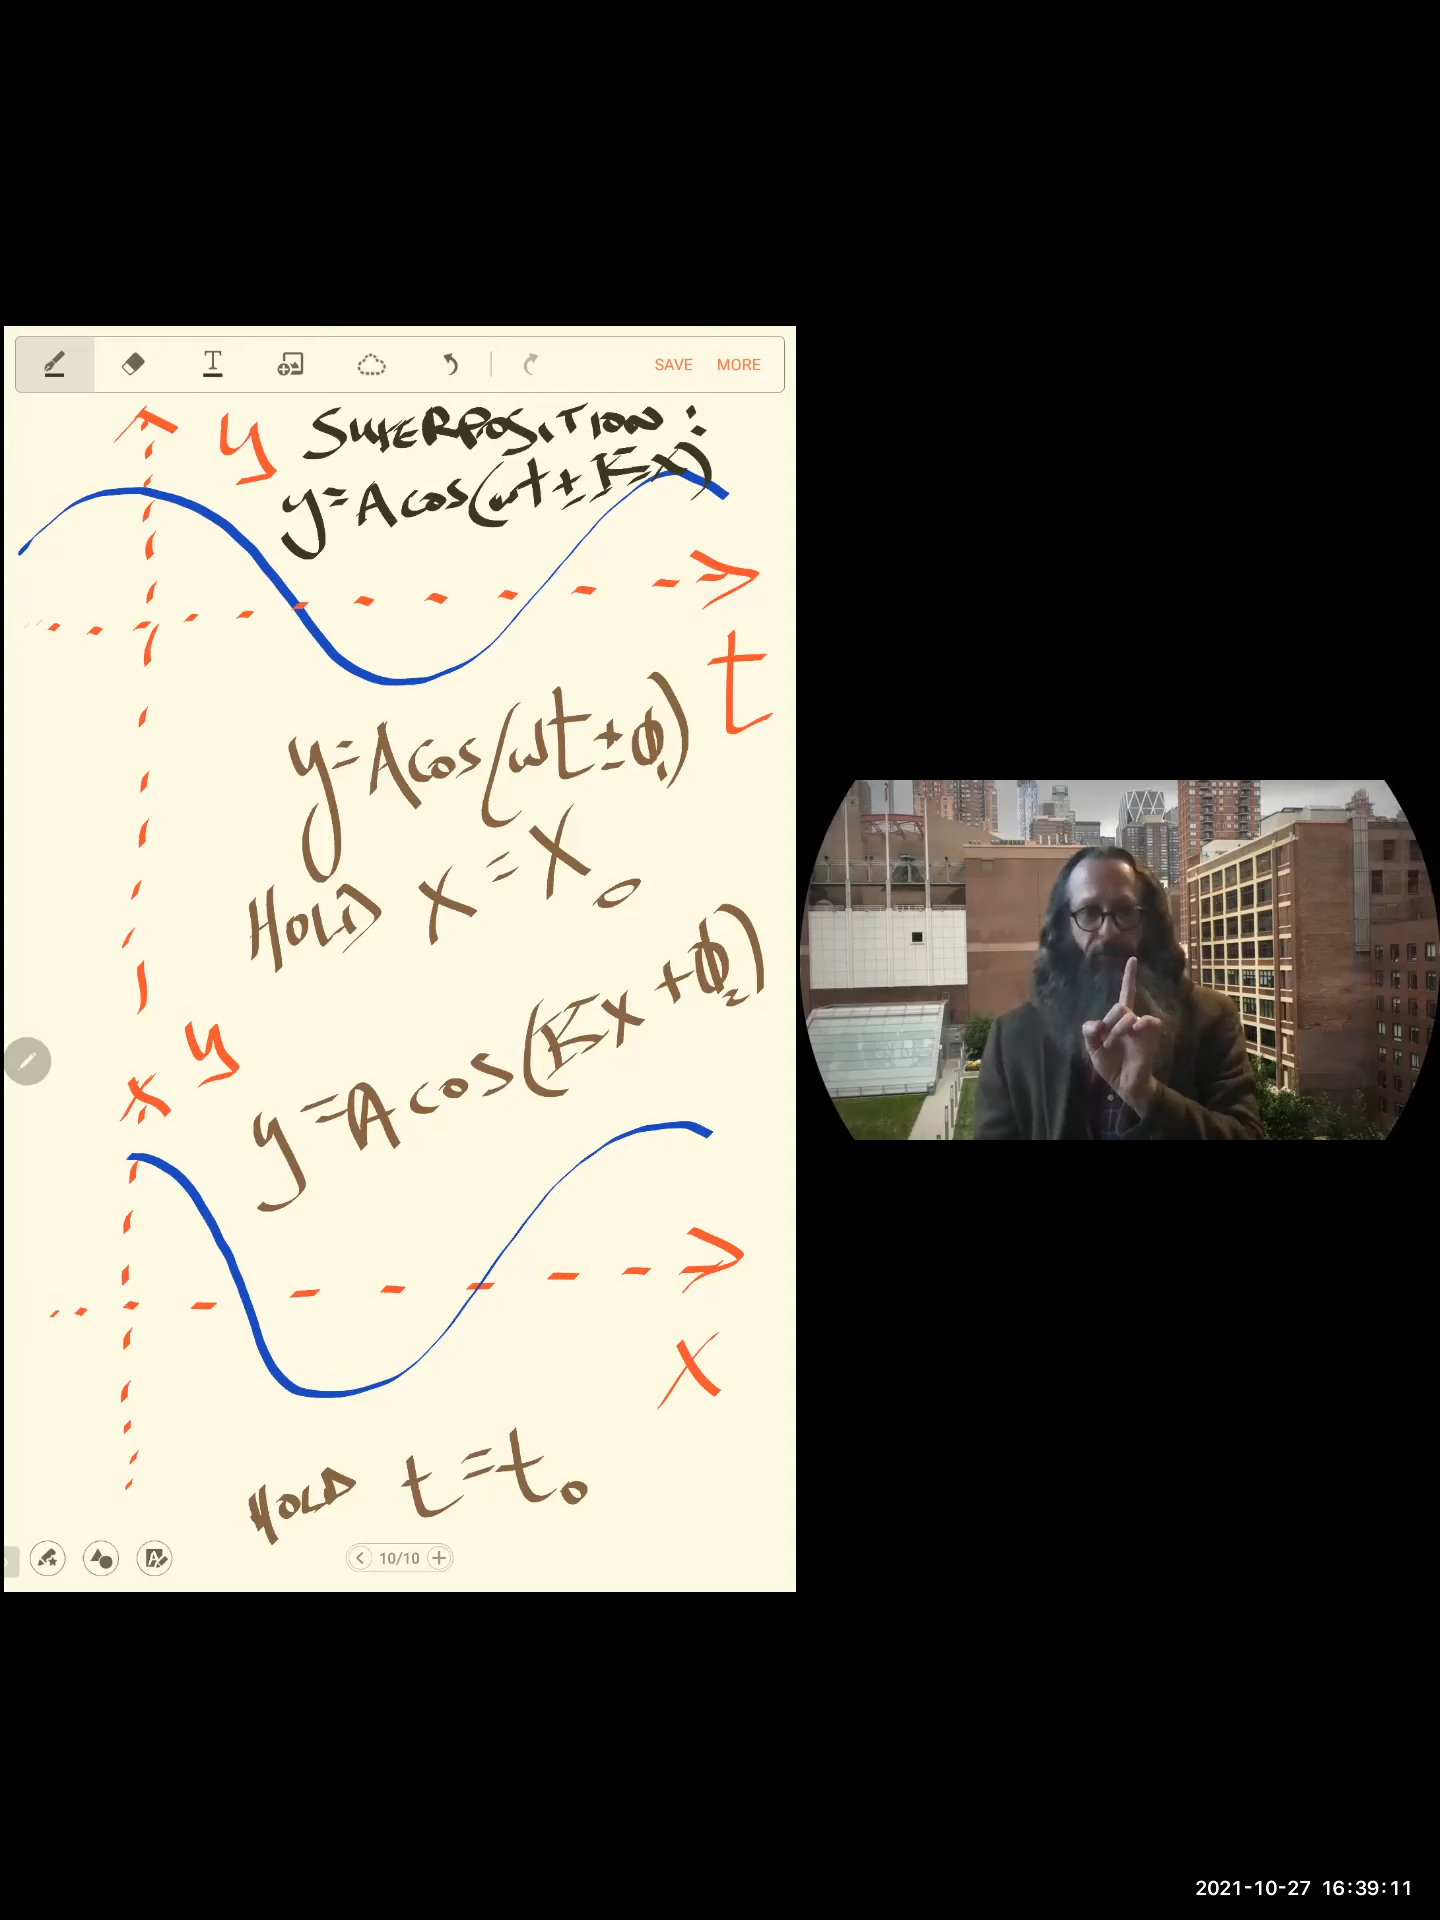 SAVE MORE
y SUPERPOSITION:
y=Acos(ωt±Kx)
t
y=Acos(ωt±φ₁)
HOLD x=x₀
y
y=Acos(Kx+φ₂)
x
HOLD t=t₀
10/10
2021-10-27 16:39:11